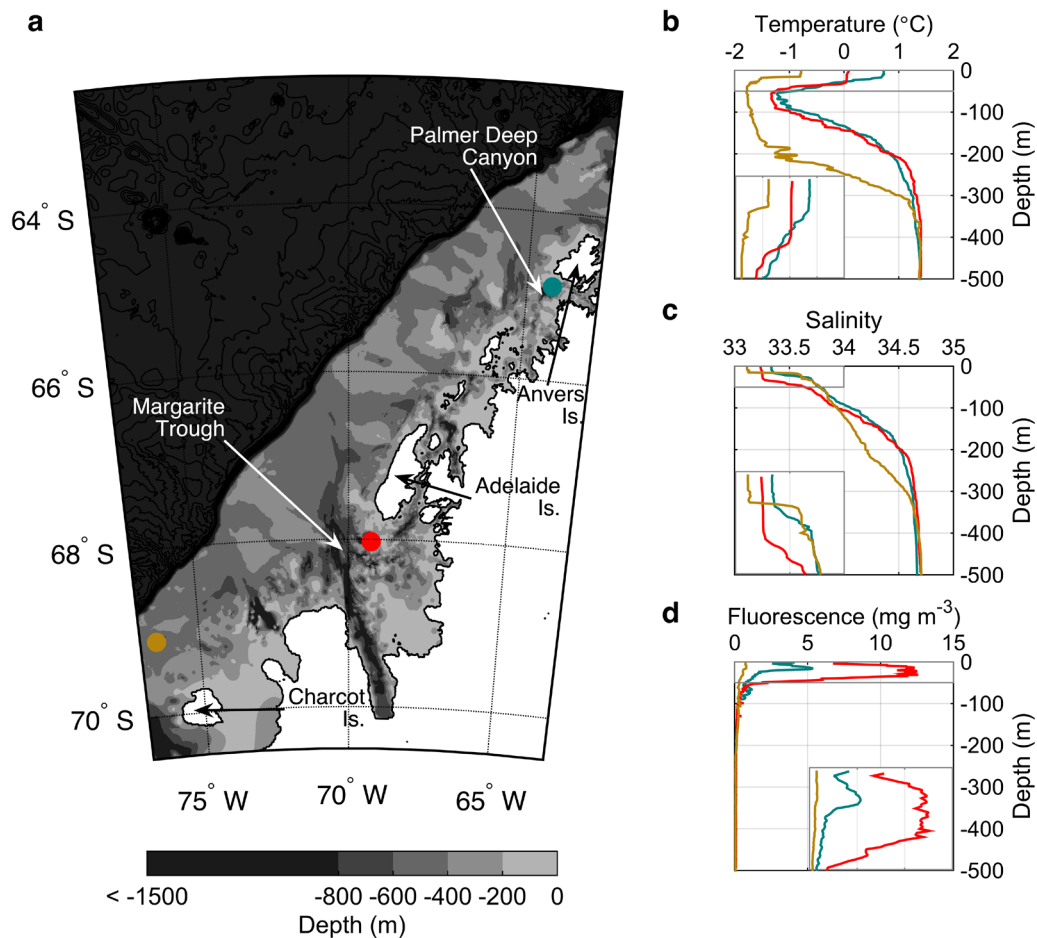 a
Palmer Deep
Canyon
64° S
66° S
Anvers
Is.
Margarite
Trough
Adelaide
Is.
68° S
Charcot
Is.
70° S
75° W
70° W
65° W
< -1500
-800
-600
-400
-200
0
Depth (m)
b
Temperature (°C)
-2
-1
0
1
2
0
-100
-200
-300
-400
-500
Depth (m)
c
Salinity
33
33.5
34
34.5
35
0
-100
-200
-300
-400
-500
Depth (m)
d
Fluorescence (mg m⁻³)
0
5
10
15
0
-100
-200
-300
-400
-500
Depth (m)